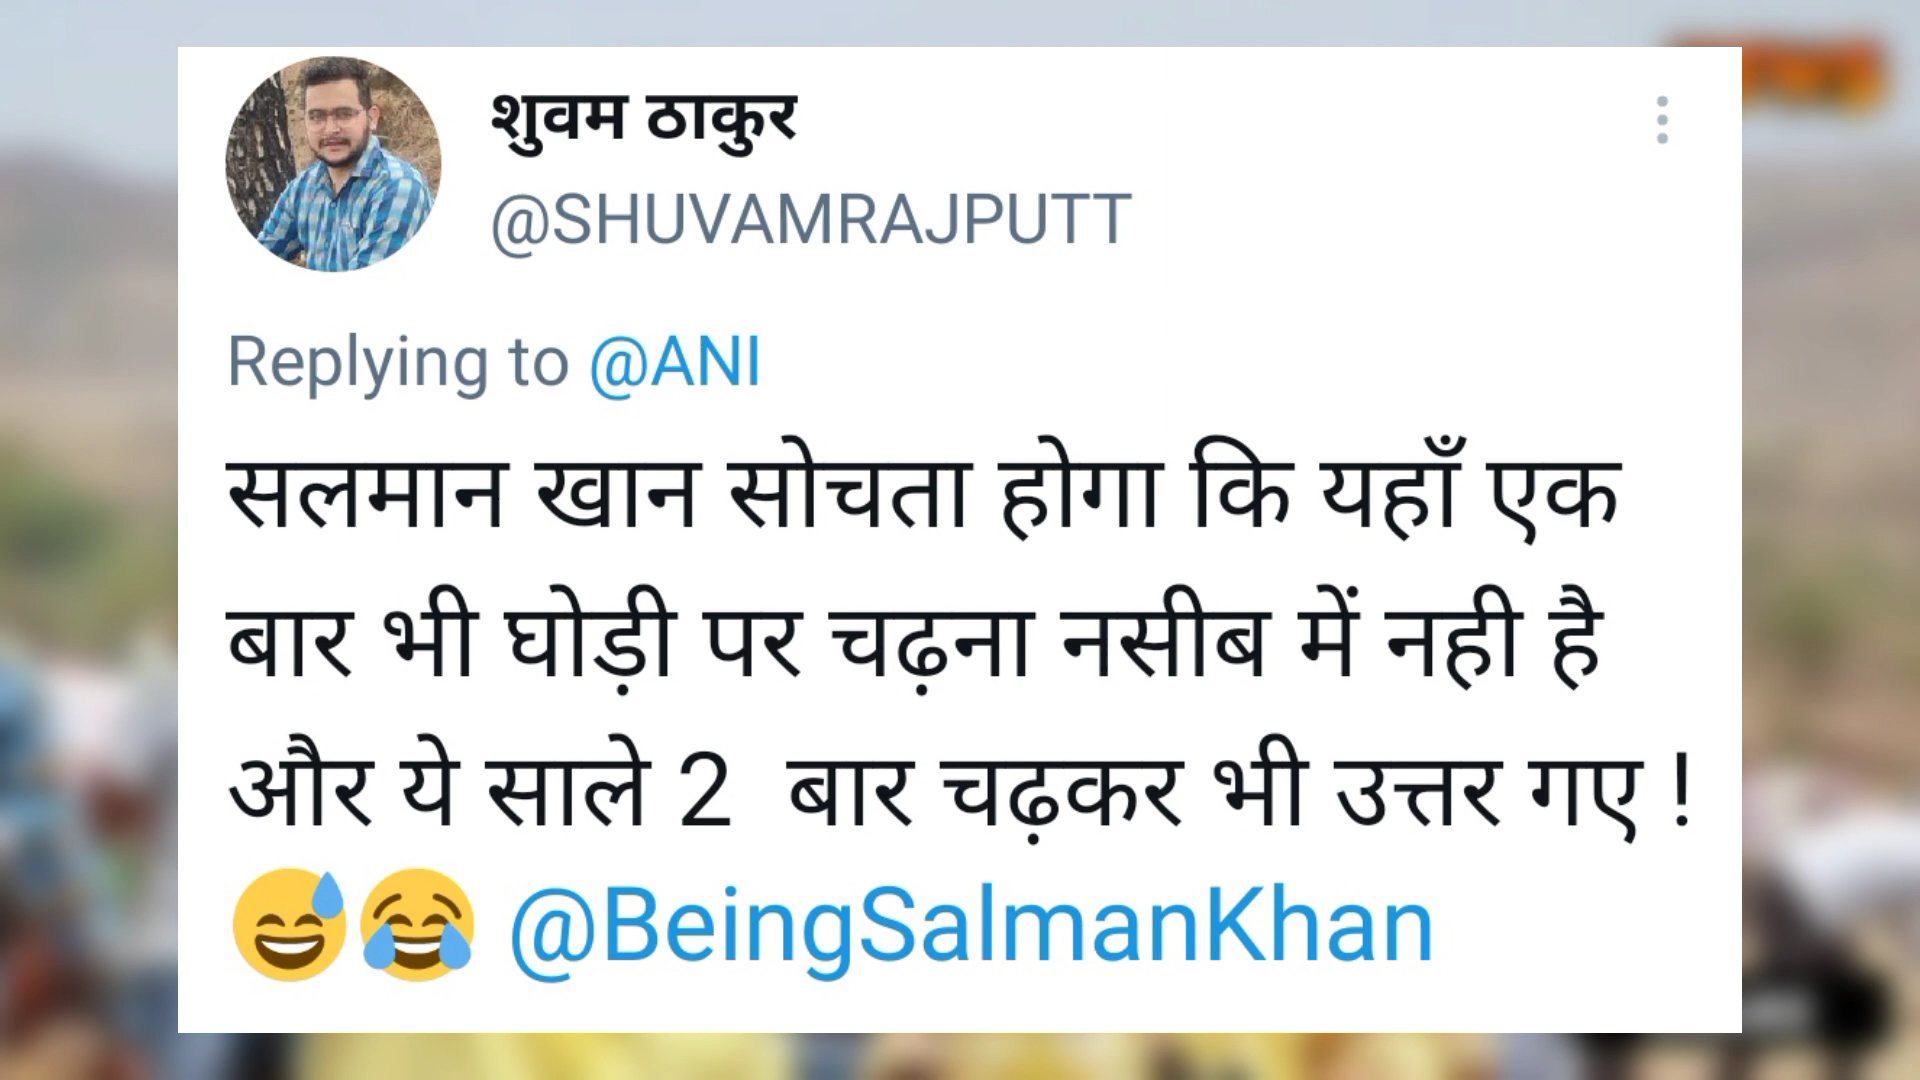 शुवम ठाकुर
@SHUVAMRAJPUTT
Replying to @ANI
सलमान खान सोचता होगा कि यहाँ एक
बार भी घोड़ी पर चढ़ना नसीब में नही है
और ये साले 2 बार चढ़कर भी उत्तर गए !
😅😂 @BeingSalmanKhan